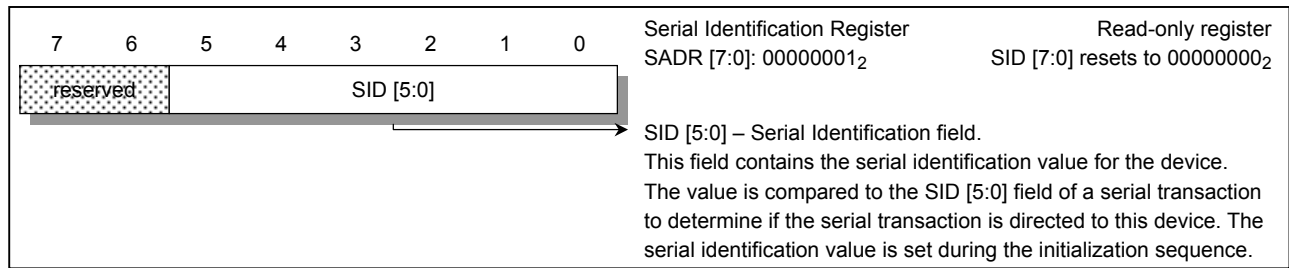 7 6 5 4 3 2 1 0
reserved SID [5:0]
Serial Identification Register Read-only register
SADR [7:0]: 00000001₂ SID [7:0] resets to 00000000₂
SID [5:0] – Serial Identification field.
This field contains the serial identification value for the device.
The value is compared to the SID [5:0] field of a serial transaction
to determine if the serial transaction is directed to this device. The
serial identification value is set during the initialization sequence.